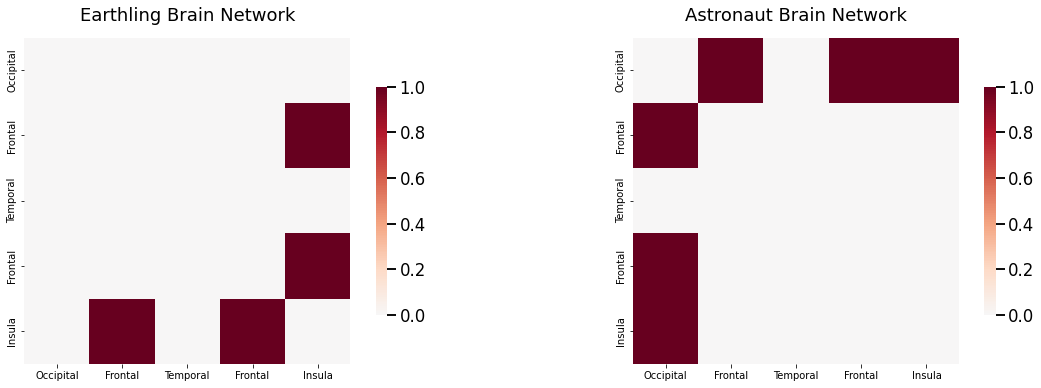 Earthling Brain Network
Occipital
Frontal
Temporal
Frontal
Insula
Occipital Frontal Temporal Frontal Insula
1.0
0.8
0.6
0.4
0.2
0.0
Astronaut Brain Network
Occipital
Frontal
Temporal
Frontal
Insula
Occipital Frontal Temporal Frontal Insula
1.0
0.8
0.6
0.4
0.2
0.0